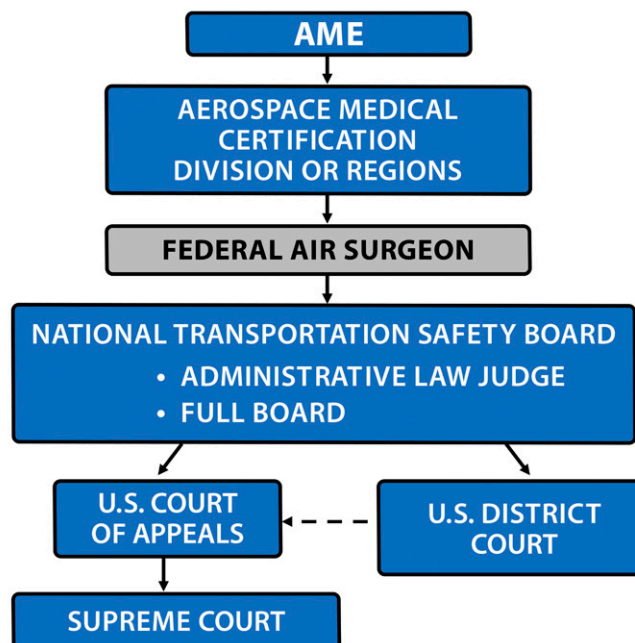 AME
AEROSPACE MEDICAL
CERTIFICATION
DIVISION OR REGIONS
FEDERAL AIR SURGEON
NATIONAL TRANSPORTATION SAFETY BOARD
• ADMINISTRATIVE LAW JUDGE
• FULL BOARD
U.S. COURT
OF APPEALS
U.S. DISTRICT
COURT
SUPREME COURT